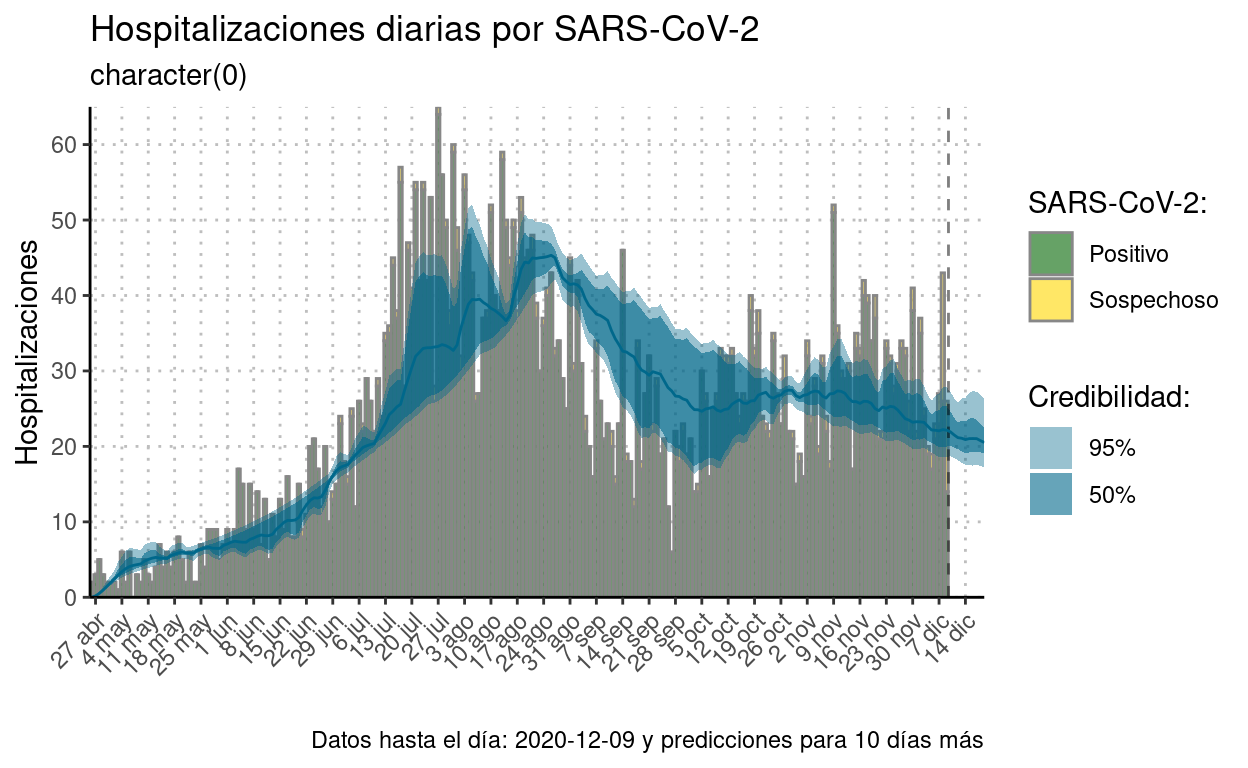 Hospitalizaciones diarias por SARS-CoV-2
character(0)
Hospitalizaciones
60
50
40
30
20
10
0
27 abr
4 may
11 may
18 may
25 may
1 jun
8 jun
15 jun
22 jun
29 jun
6 jul
13 jul
20 jul
27 jul
3 ago
10 ago
17 ago
24 ago
31 ago
7 sep
14 sep
21 sep
28 sep
5 oct
12 oct
19 oct
26 oct
2 nov
9 nov
16 nov
23 nov
30 nov
7 dic
14 dic
SARS-CoV-2:
Positivo
Sospechoso
Credibilidad:
95%
50%
Datos hasta el día: 2020-12-09 y predicciones para 10 días más